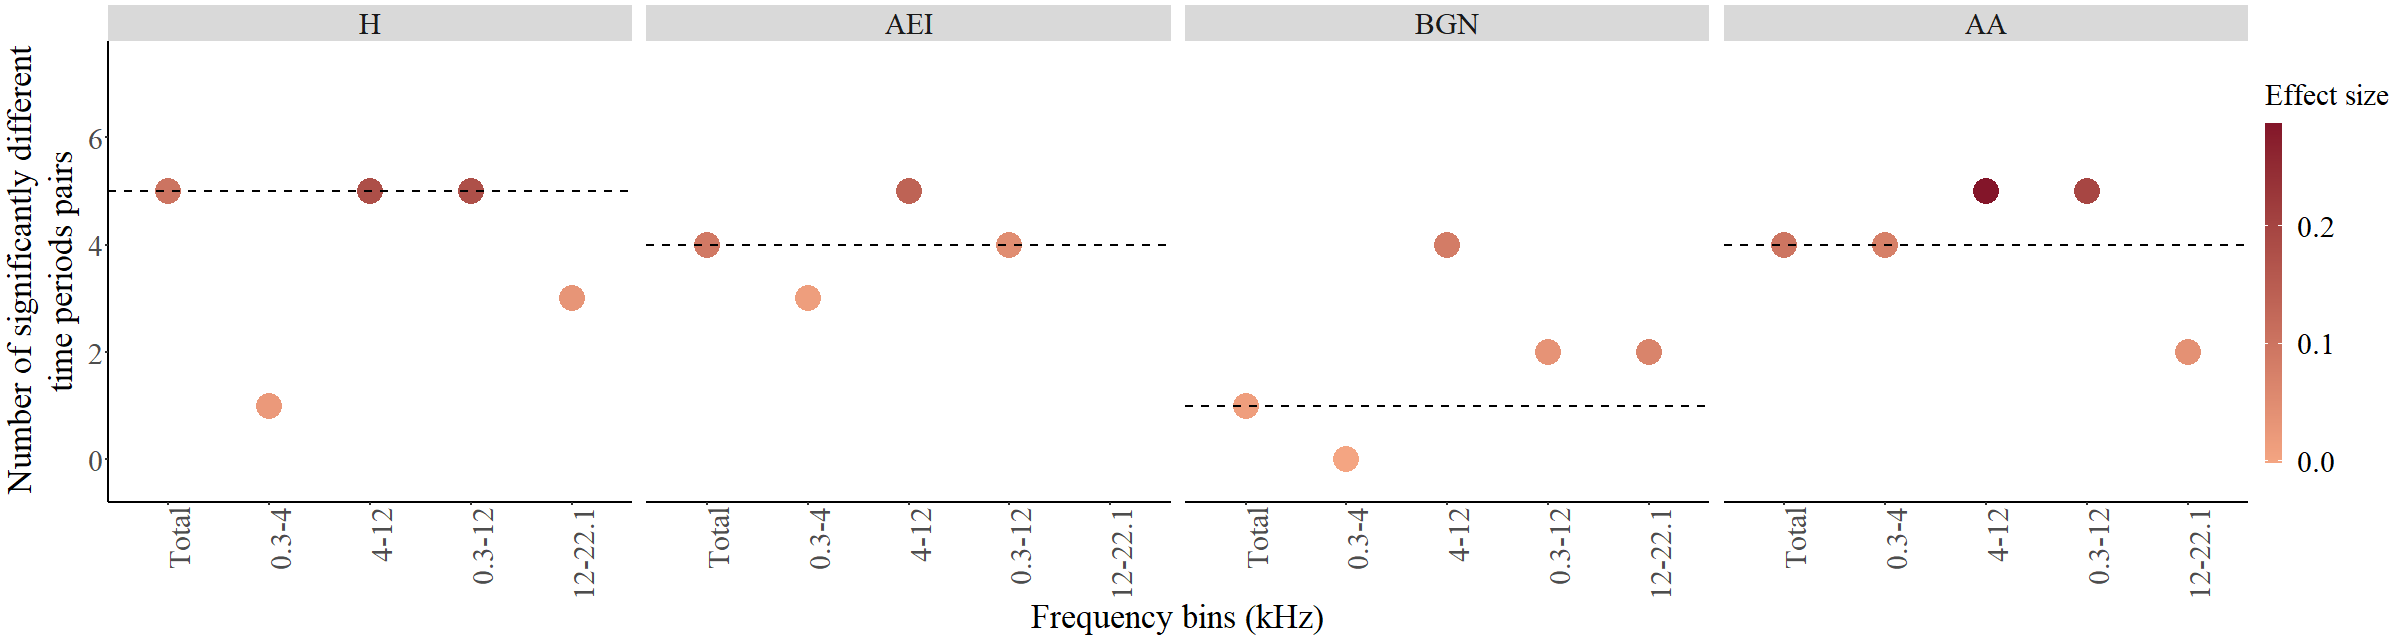 H
AEI
BGN
AA
Number of significantly different
time periods pairs
6
4
2
0
Total
0.3-4
4-12
0.3-12
12-22.1
Total
0.3-4
4-12
0.3-12
12-22.1
Total
0.3-4
4-12
0.3-12
12-22.1
Total
0.3-4
4-12
0.3-12
12-22.1
Frequency bins (kHz)
Effect size
0.2
0.1
0.0